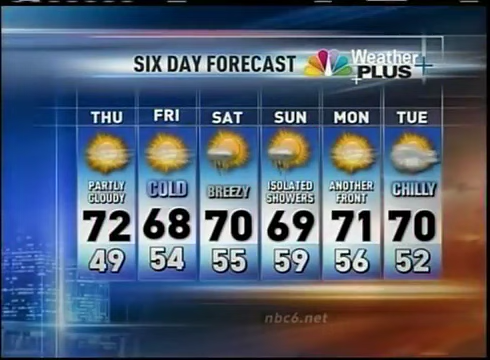 SIX DAY FORECAST
Weather
PLUS
THU FRI SAT SUN MON TUE
PARTLY CLOUDY COLD BREEZY ISOLATED SHOWERS ANOTHER FRONT CHILLY
72 68 70 69 71 70
49 54 55 59 56 52
nbc6.net